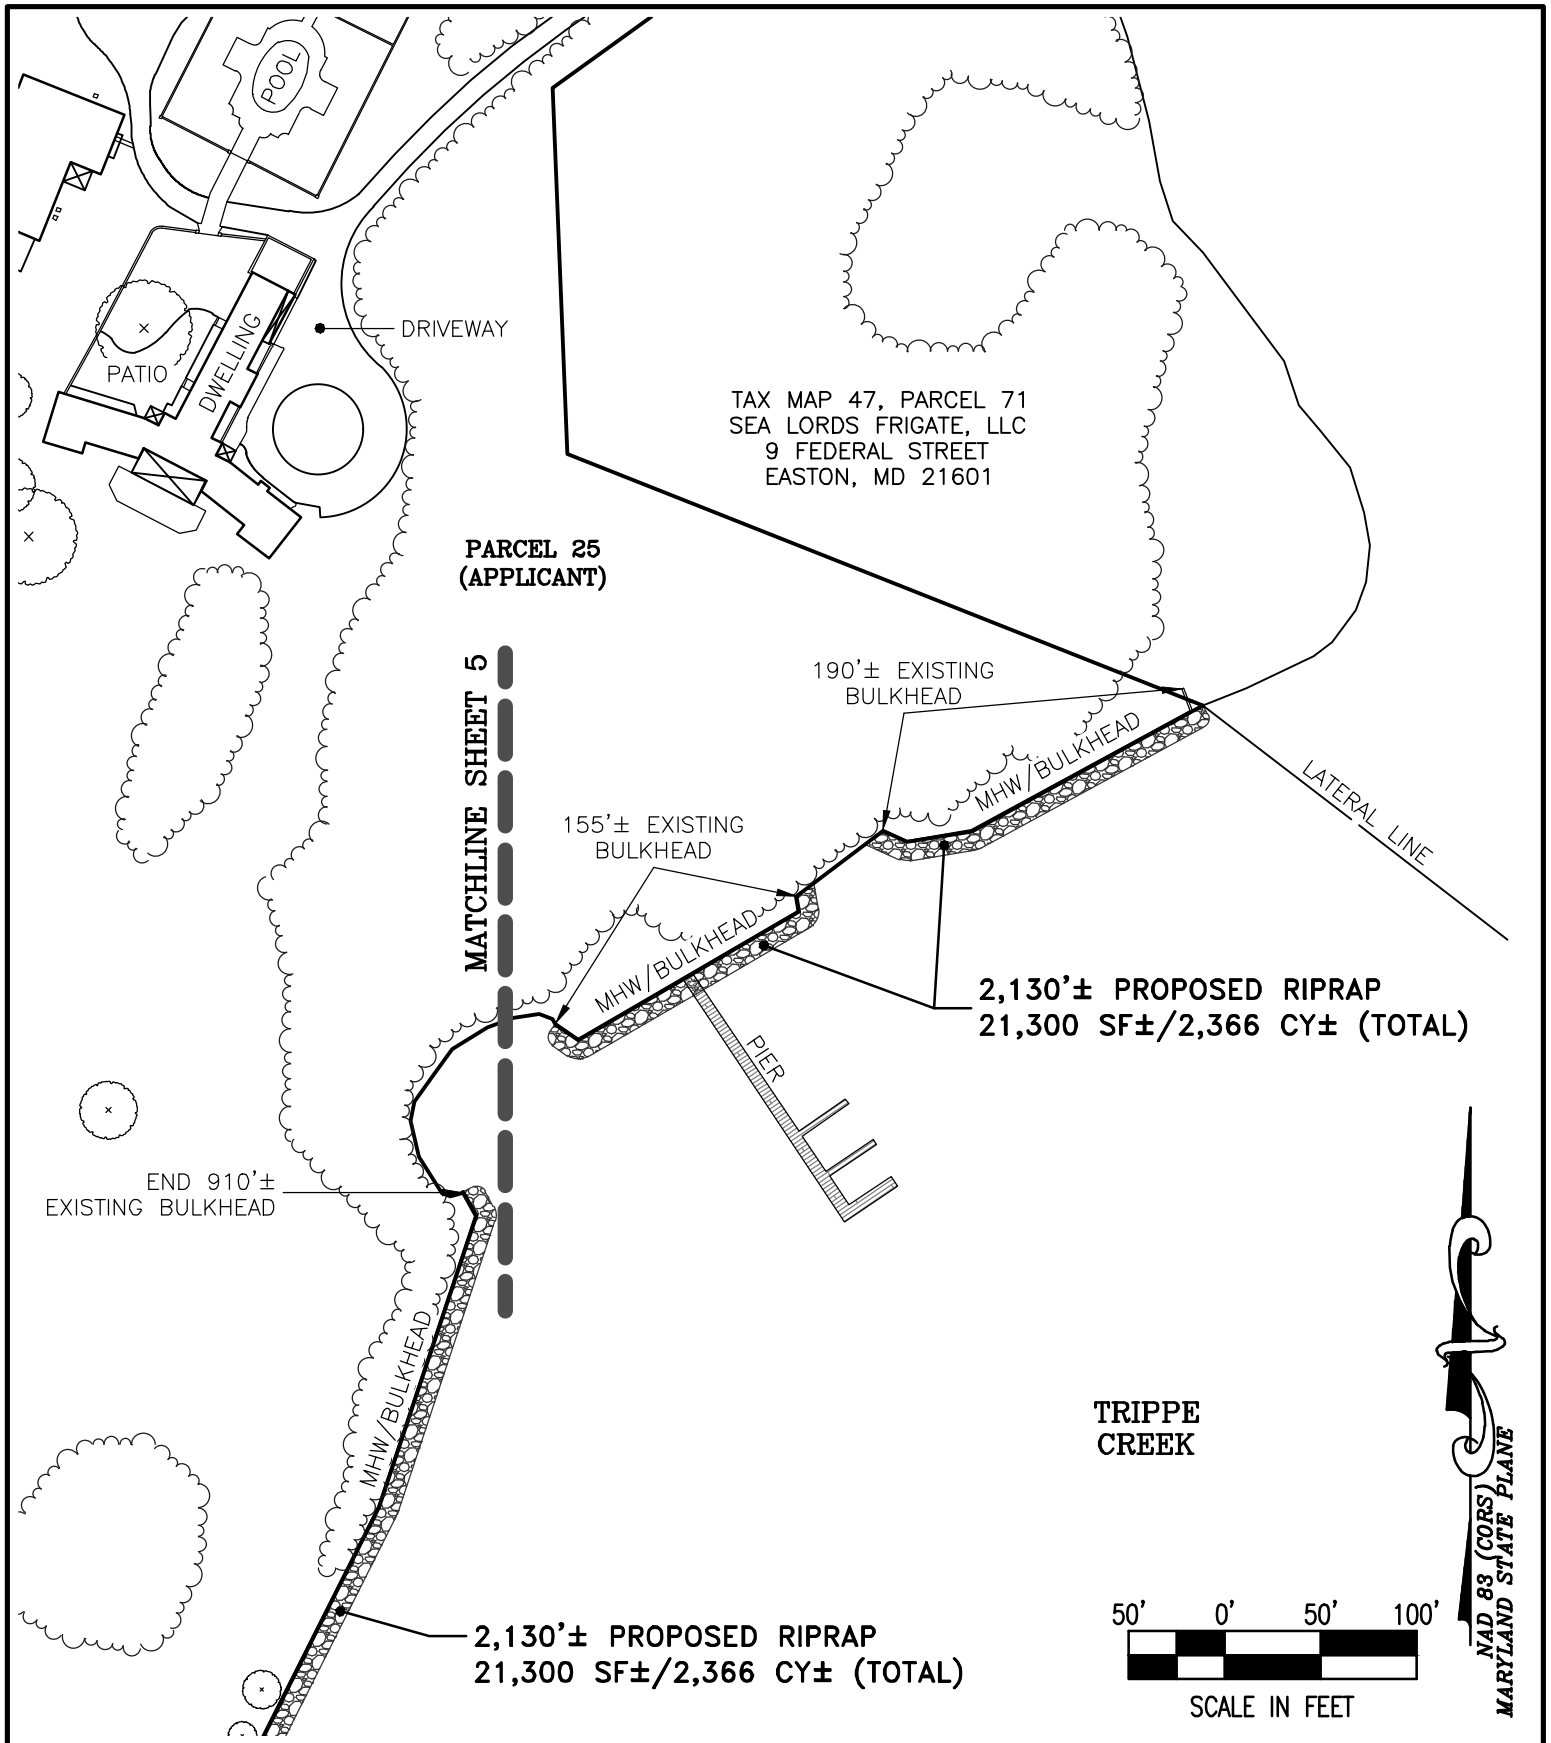 POOL
DRIVEWAY
PATIO
DWELLING
TAX MAP 47, PARCEL 71
SEA LORDS FRIGATE, LLC
9 FEDERAL STREET
EASTON, MD 21601
PARCEL 25
(APPLICANT)
MATCHLINE SHEET 5
190'± EXISTING
BULKHEAD
MHW/BULKHEAD
LATERAL LINE
155'± EXISTING
BULKHEAD
MHW/BULKHEAD
2,130'± PROPOSED RIPRAP
21,300 SF±/2,366 CY± (TOTAL)
PIER
END 910'±
EXISTING BULKHEAD
MHW/BULKHEAD
TRIPPE
CREEK
2,130'± PROPOSED RIPRAP
21,300 SF±/2,366 CY± (TOTAL)
50' 0' 50' 100'
SCALE IN FEET
NAD 83 (CORS)
MARYLAND STATE PLANE